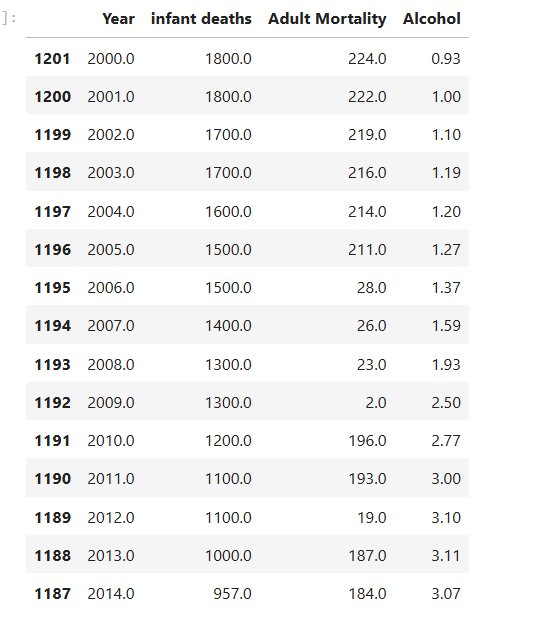 ]: Year infant deaths Adult Mortality Alcohol
1201 2000.0 1800.0 224.0 0.93
1200 2001.0 1800.0 222.0 1.00
1199 2002.0 1700.0 219.0 1.10
1198 2003.0 1700.0 216.0 1.19
1197 2004.0 1600.0 214.0 1.20
1196 2005.0 1500.0 211.0 1.27
1195 2006.0 1500.0 28.0 1.37
1194 2007.0 1400.0 26.0 1.59
1193 2008.0 1300.0 23.0 1.93
1192 2009.0 1300.0 2.0 2.50
1191 2010.0 1200.0 196.0 2.77
1190 2011.0 1100.0 193.0 3.00
1189 2012.0 1100.0 19.0 3.10
1188 2013.0 1000.0 187.0 3.11
1187 2014.0 957.0 184.0 3.07